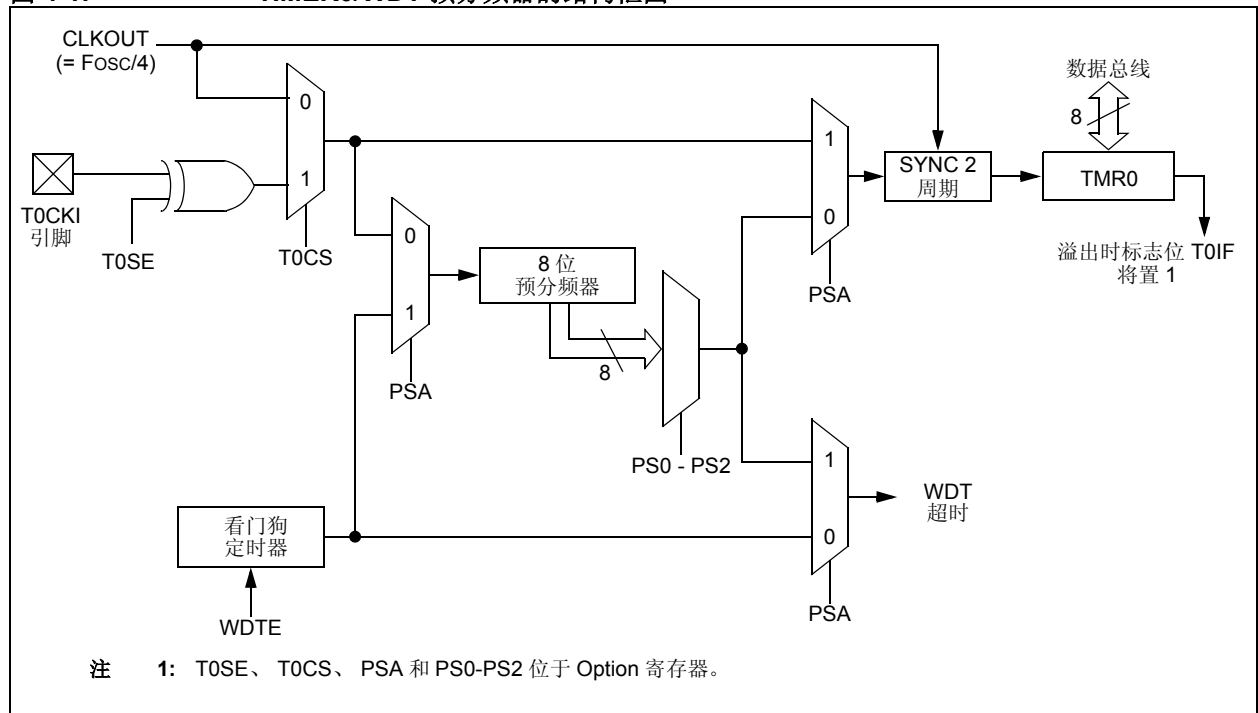 CLKOUT
(= FOSC/4)
0
1
T0CKI
引脚
T0SE
T0CS
0
1
PSA
8 位
预分频器
8
PS0 - PS2
1
0
PSA
SYNC 2
周期
数据总线
8
TMR0
溢出时标志位 T0IF
将置 1
看门狗
定时器
WDTE
1
0
PSA
WDT
超时
注 1: T0SE、 T0CS、 PSA 和 PS0-PS2 位于 Option 寄存器。